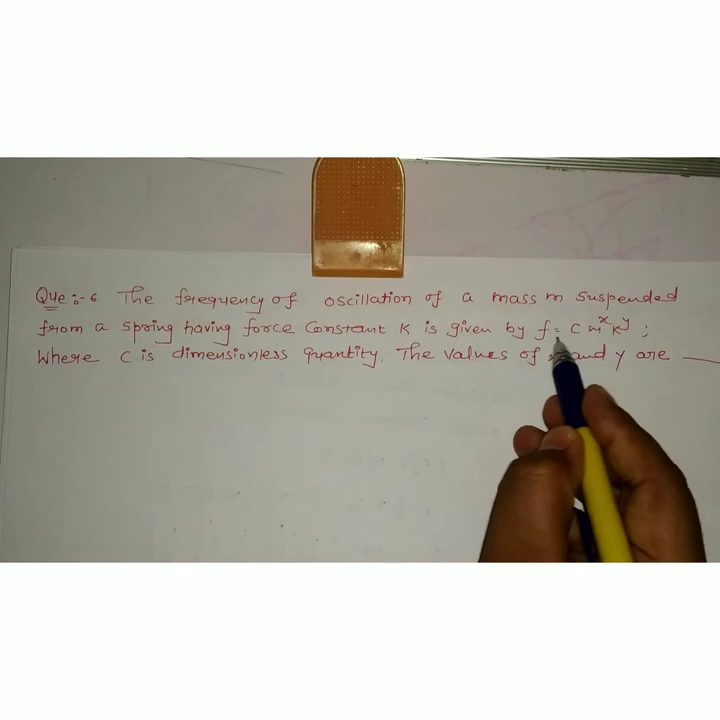 Que :- 6 The frequency of oscillation of a mass m suspended
from a spring having force constant K is given by f = C m^x K^y ;
Where C is dimensionless quantity. The values of x and y are ___